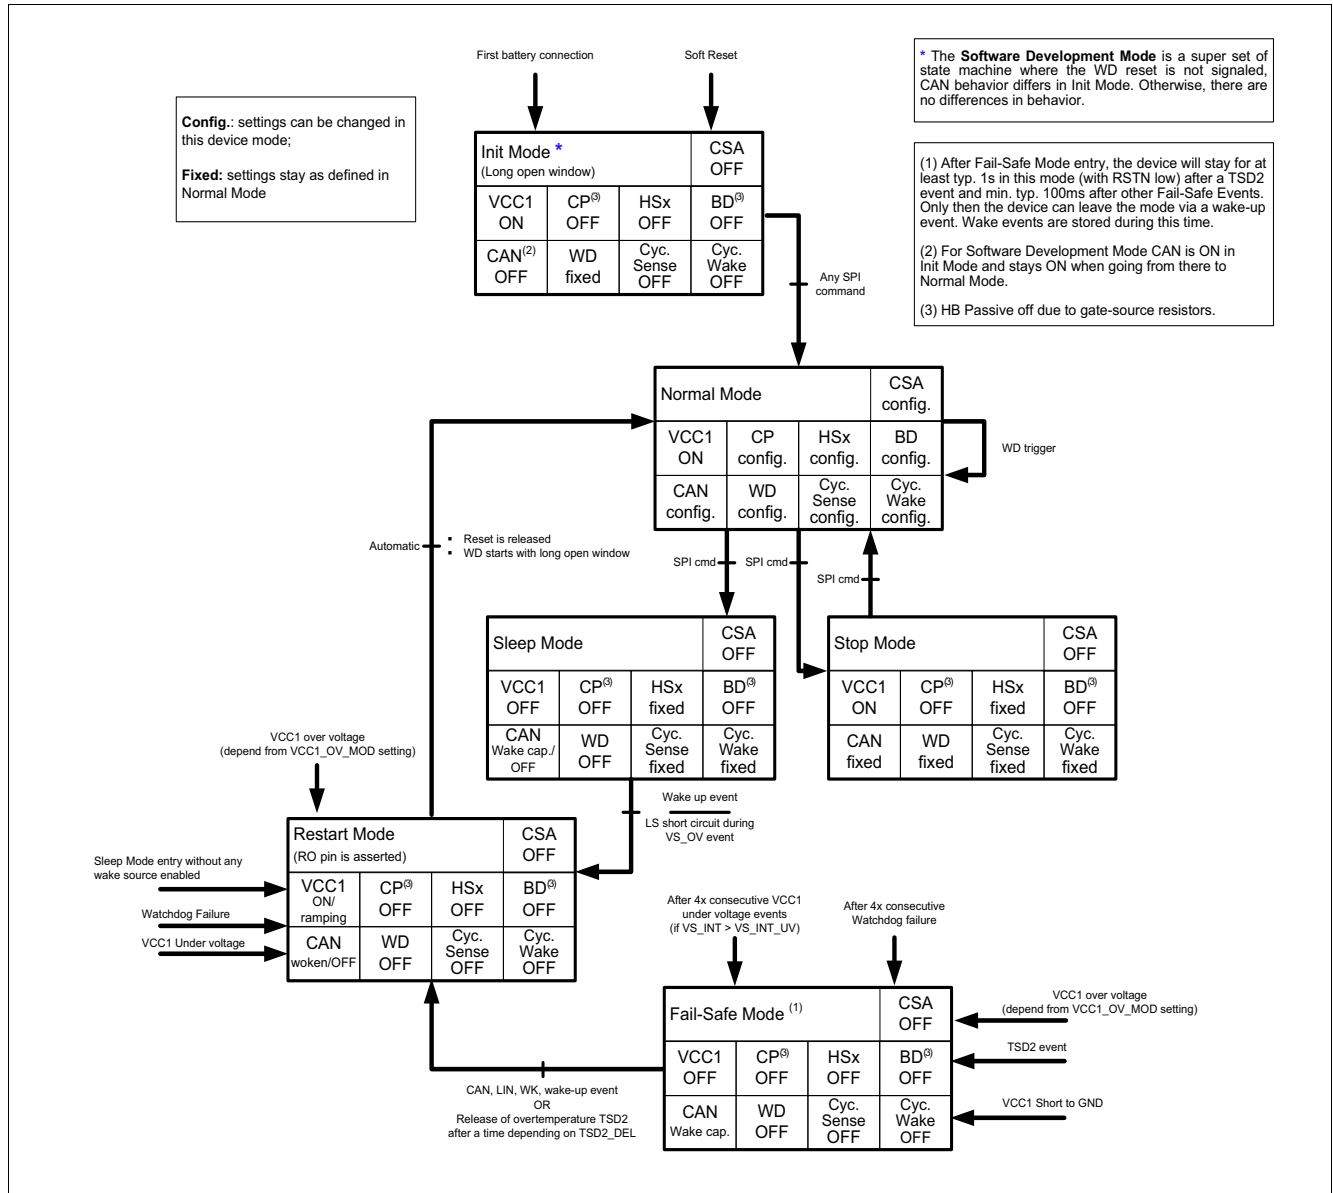 First battery connection
Soft Reset
* The Software Development Mode is a super set of
state machine where the WD reset is not signaled,
CAN behavior differs in Init Mode. Otherwise, there are
no differences in behavior.
Config.: settings can be changed in
this device mode;
Fixed: settings stay as defined in
Normal Mode
(1) After Fail-Safe Mode entry, the device will stay for at
least typ. 1s in this mode (with RSTN low) after a TSD2
event and min. typ. 100ms after other Fail-Safe Events.
Only then the device can leave the mode via a wake-up
event. Wake events are stored during this time.
(2) For Software Development Mode CAN is ON in
Init Mode and stays ON when going from there to
Normal Mode.
(3) HB Passive off due to gate-source resistors.
Init Mode *
(Long open window)
CSA
OFF
VCC1
ON
CP(3)
OFF
HSx
OFF
BD(3)
OFF
CAN(2)
OFF
WD
fixed
Cyc.
Sense
OFF
Cyc.
Wake
OFF
Any SPI
command
Normal Mode
CSA
config.
VCC1
ON
CP
config.
HSx
config.
BD
config.
CAN
config.
WD
config.
Cyc.
Sense
config.
Cyc.
Wake
config.
WD trigger
Automatic
▪ Reset is released
▪ WD starts with long open window
SPI cmd
SPI cmd
SPI cmd
Sleep Mode
CSA
OFF
VCC1
OFF
CP(3)
OFF
HSx
fixed
BD(3)
OFF
CAN
Wake cap./
OFF
WD
OFF
Cyc.
Sense
fixed
Cyc.
Wake
fixed
Stop Mode
CSA
OFF
VCC1
ON
CP(3)
OFF
HSx
fixed
BD(3)
OFF
CAN
fixed
WD
fixed
Cyc.
Sense
fixed
Cyc.
Wake
fixed
VCC1 over voltage
(depend from VCC1_OV_MOD setting)
Wake up event
LS short circuit during
VS_OV event
Restart Mode
(RO pin is asserted)
CSA
OFF
VCC1
ON/
ramping
CP(3)
OFF
HSx
OFF
BD(3)
OFF
CAN
woken/OFF
WD
OFF
Cyc.
Sense
OFF
Cyc.
Wake
OFF
Sleep Mode entry without any
wake source enabled
Watchdog Failure
VCC1 Under voltage
After 4x consecutive VCC1
under voltage events
(if VS_INT > VS_INT_UV)
After 4x consecutive
Watchdog failure
Fail-Safe Mode (1)
CSA
OFF
VCC1
OFF
CP(3)
OFF
HSx
OFF
BD(3)
OFF
CAN
Wake cap.
WD
OFF
Cyc.
Sense
OFF
Cyc.
Wake
OFF
VCC1 over voltage
(depend from VCC1_OV_MOD setting)
TSD2 event
VCC1 Short to GND
CAN, LIN, WK, wake-up event
OR
Release of overtemperature TSD2
after a time depending on TSD2_DEL